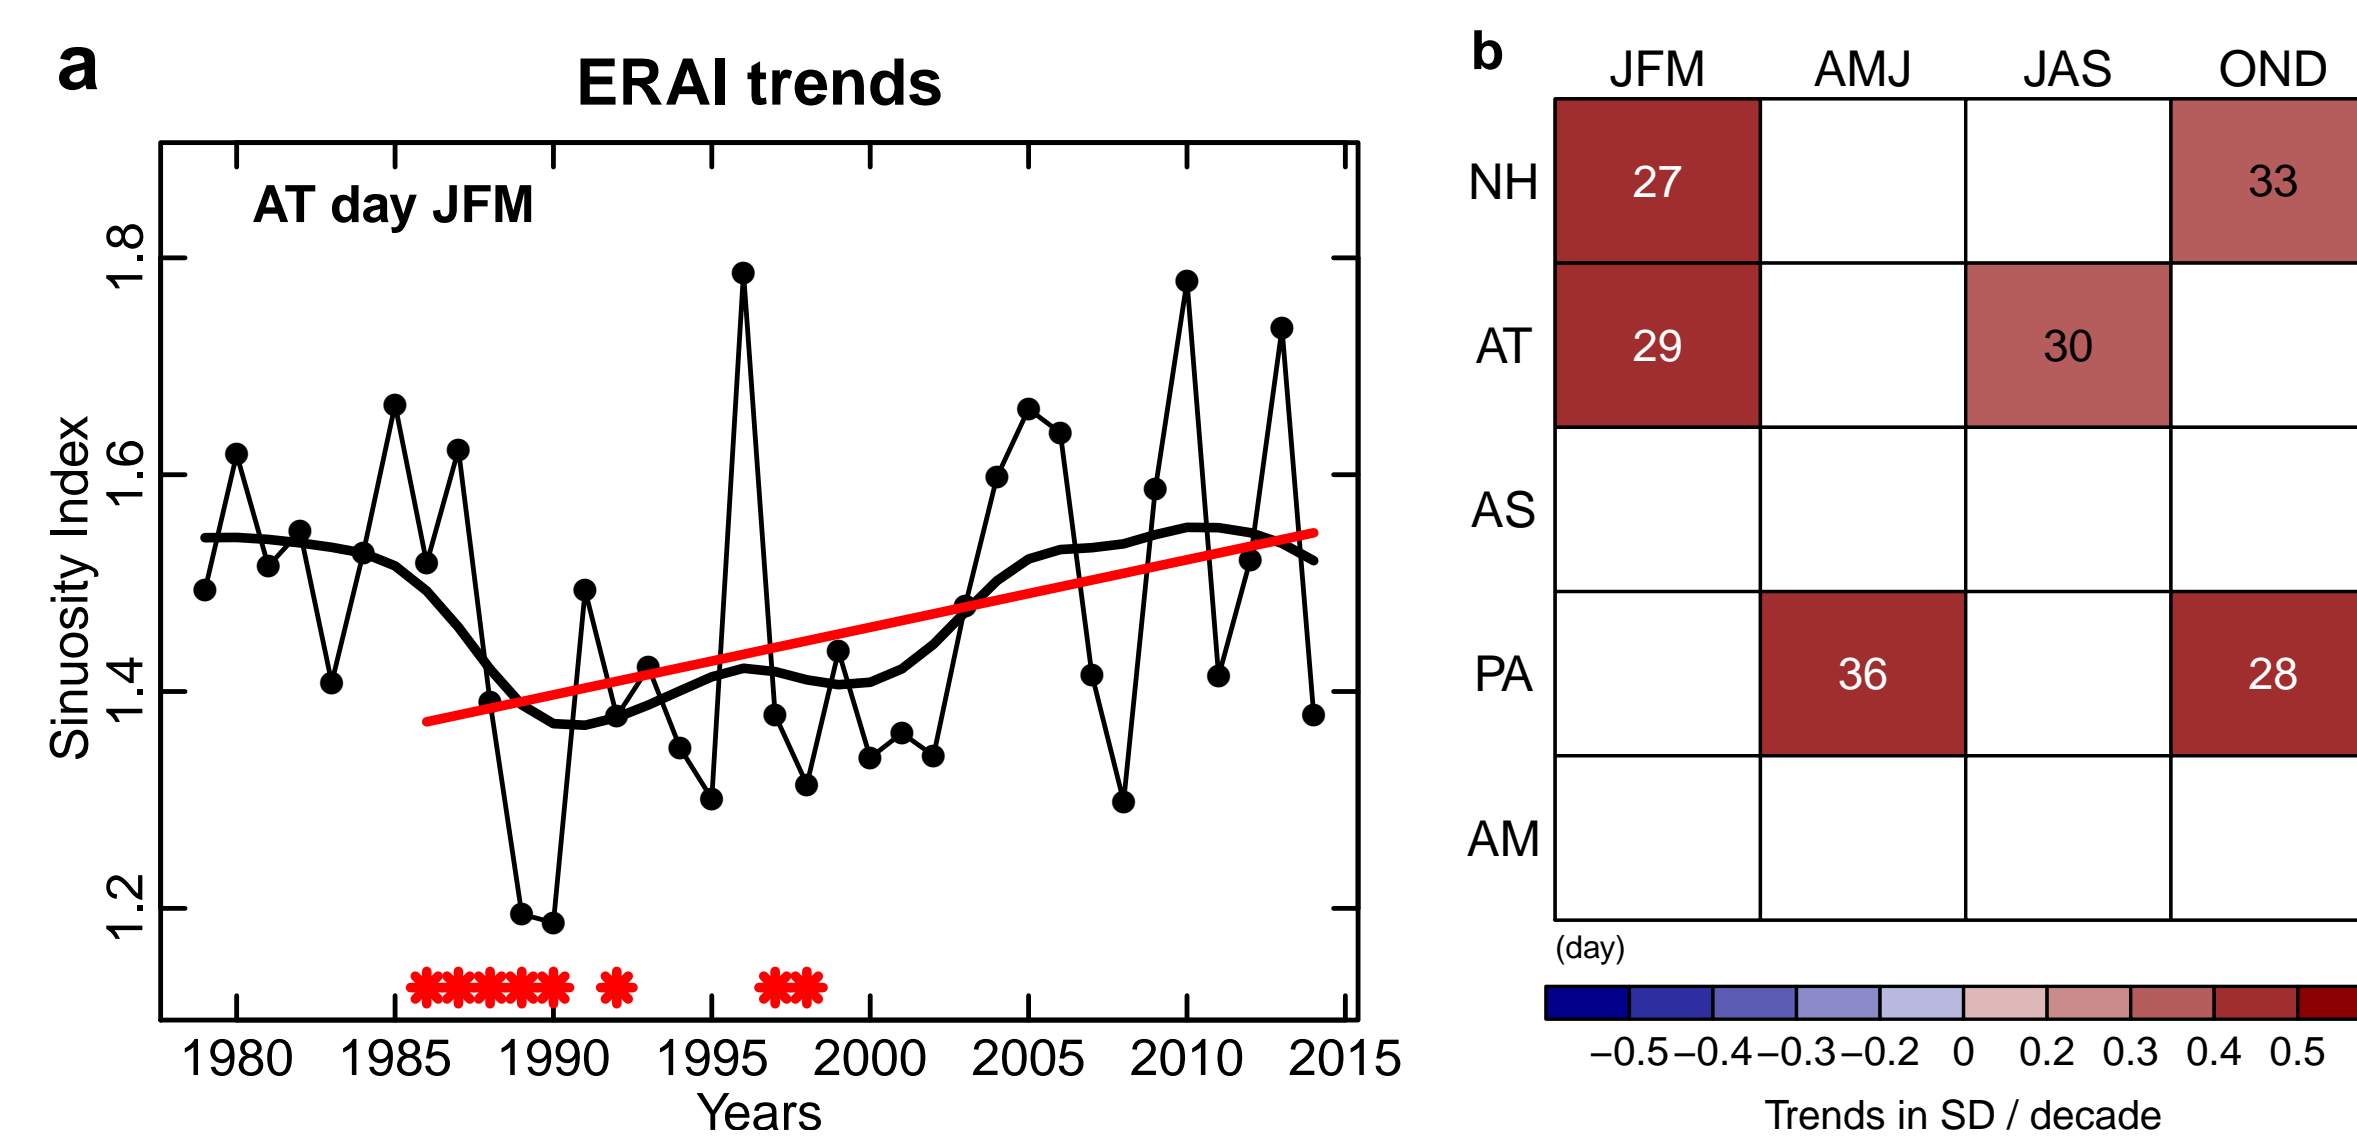 a
ERAI trends
AT day JFM
Sinuosity Index
1.8
1.6
1.4
1.2
1980 1985 1990 1995 2000 2005 2010 2015
Years
b
JFM AMJ JAS OND
NH 27 33
AT 29 30
AS
PA 36 28
AM
(day)
−0.5 −0.4 −0.3 −0.2 0 0.2 0.3 0.4 0.5
Trends in SD / decade